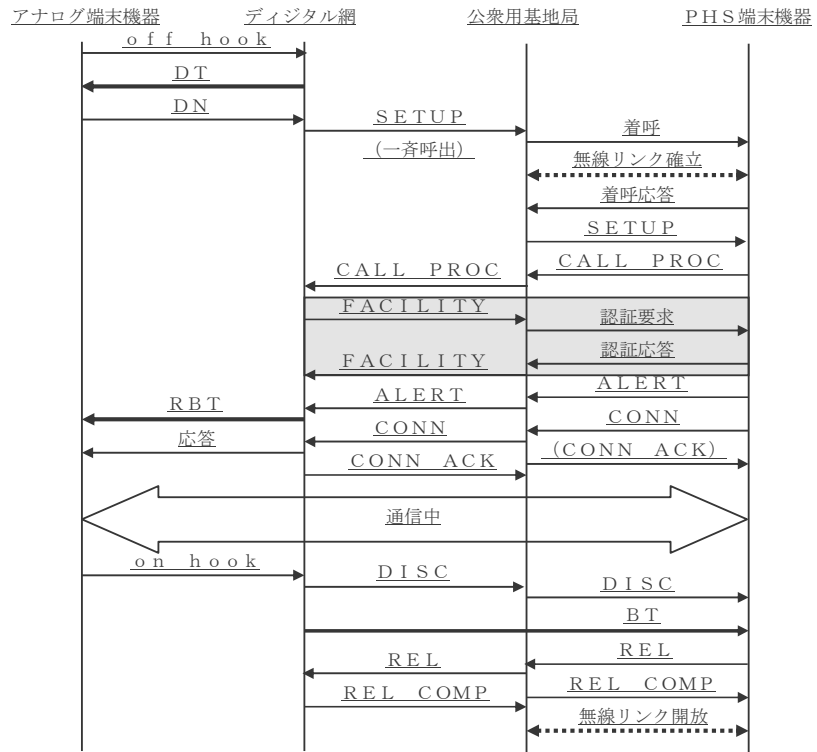 アナログ端末機器 ディジタル網 公衆用基地局 ＰＨＳ端末機器
ｏｆｆ ｈｏｏｋ
ＤＴ
ＤＮ
ＳＥＴＵＰ
（一斉呼出）
着呼
無線リンク確立
着呼応答
ＳＥＴＵＰ
ＣＡＬＬ ＰＲＯＣ
ＣＡＬＬ ＰＲＯＣ
ＦＡＣＩＬＩＴＹ
認証要求
認証応答
ＦＡＣＩＬＩＴＹ
ＡＬＥＲＴ
ＡＬＥＲＴ
ＲＢＴ
ＣＯＮＮ
ＣＯＮＮ
応答
（ＣＯＮＮ ＡＣＫ）
ＣＯＮＮ ＡＣＫ
通信中
ｏｎ ｈｏｏｋ
ＤＩＳＣ
ＤＩＳＣ
ＢＴ
ＲＥＬ
ＲＥＬ
ＲＥＬ ＣＯＭＰ
ＲＥＬ ＣＯＭＰ
無線リンク開放